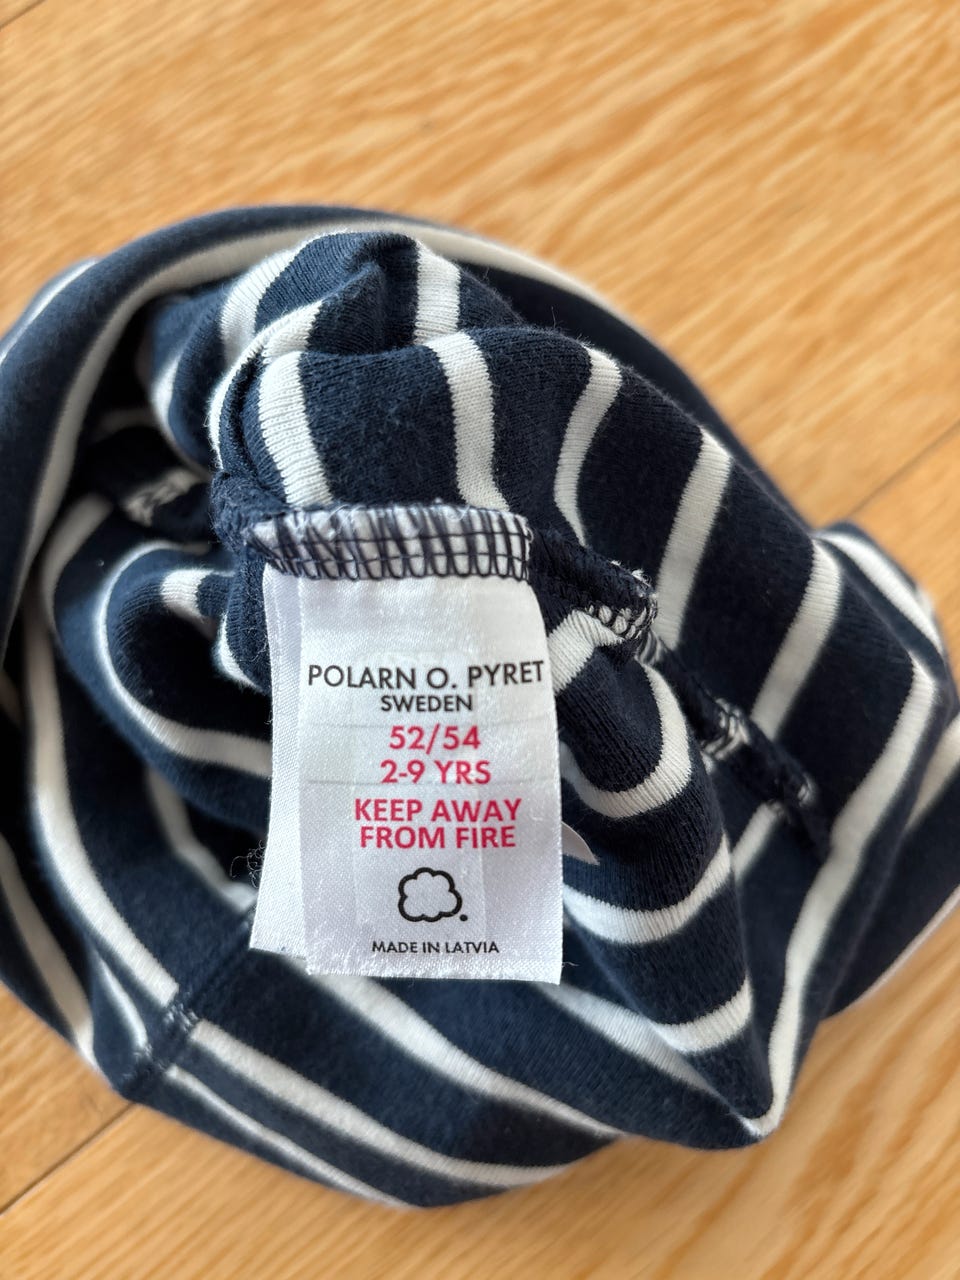 POLARN O. PYRET
SWEDEN
52/54
2-9 YRS
KEEP AWAY
FROM FIRE
MADE IN LATVIA